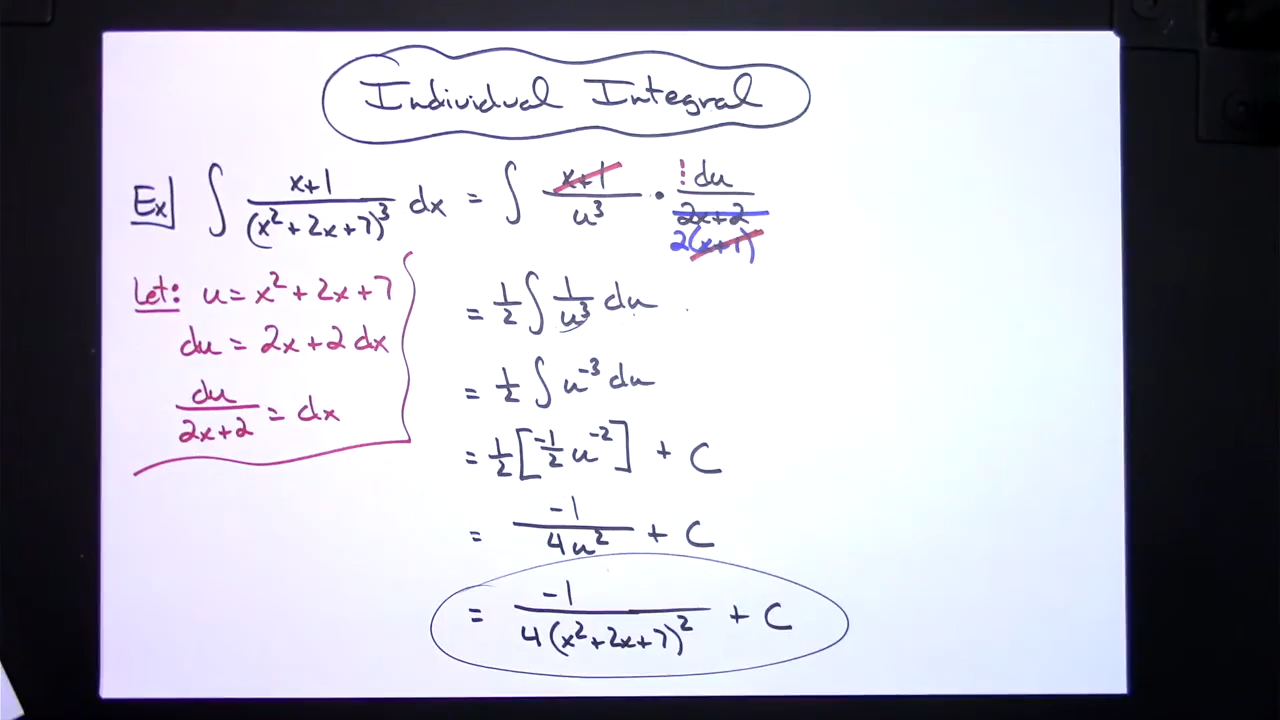 Individual Integral
Ex] ∫ x+1/(x²+2x+7)³ dx = ∫ x+1/u³ • du/2x+2
2(x+1)
Let: u = x²+2x+7
du = 2x+2 dx
du/2x+2 = dx
= 1/2 ∫ 1/u³ du
= 1/2 ∫ u⁻³ du
= 1/2 [-1/2 u⁻²] + C
= -1/4u² + C
= -1/4(x²+2x+7)² + C